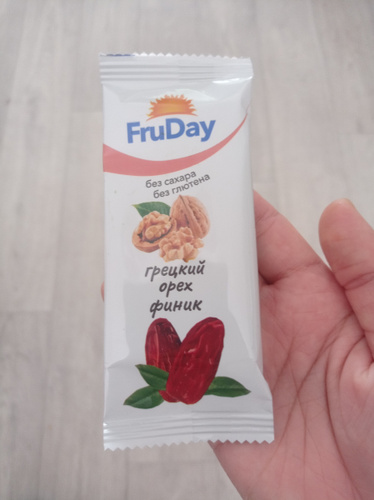 FruDay
без сахара
без глютена
грецкий
орех
финик